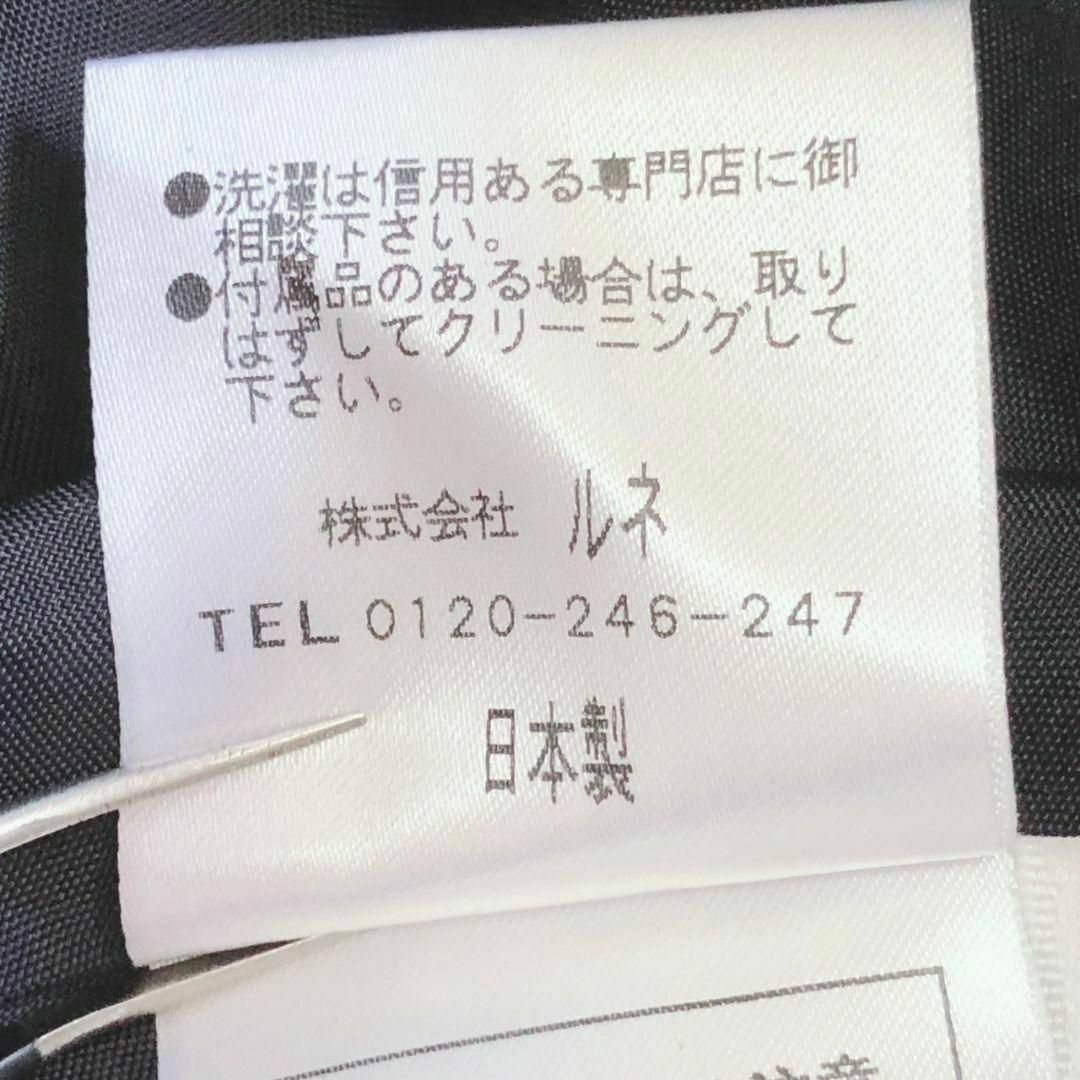 ●洗濯は信用ある専門店に御
相談下さい。
●付属品のある場合は、取り
はずしてクリーニングして
下さい。
株式会社 ルネ
TEL 0120-246-247
日本製